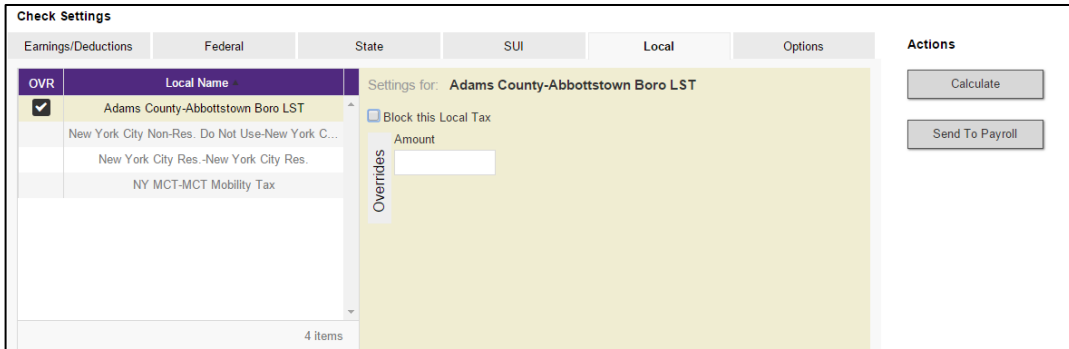 Check Settings
Earnings/Deductions Federal State SUI Local Options
Actions
OVR Local Name
Adams County-Abbottstown Boro LST
New York City Non-Res. Do Not Use-New York C...
New York City Res.-New York City Res.
NY MCT-MCT Mobility Tax
4 items
Settings for: Adams County-Abbottstown Boro LST
Block this Local Tax
Amount
Overrides
Calculate
Send To Payroll